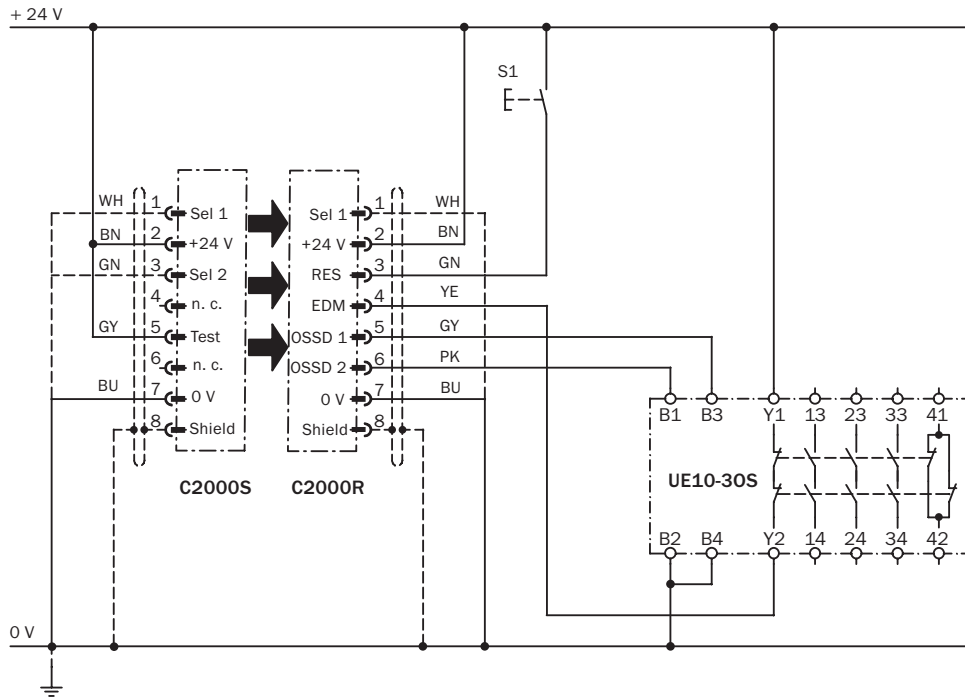 + 24 V
S1
WH 1 Sel 1
BN 2 +24 V
GN 3 Sel 2
4 n. c.
GY 5 Test
6 n. c.
BU 7 0 V
8 Shield
C2000S
Sel 1 1 WH
+24 V 2 BN
RES 3 GN
EDM 4 YE
OSSD 1 5 GY
OSSD 2 6 PK
0 V 7 BU
Shield 8
C2000R
B1 B3 Y1 13 23 33 41
UE10-3OS
B2 B4 Y2 14 24 34 42
0 V